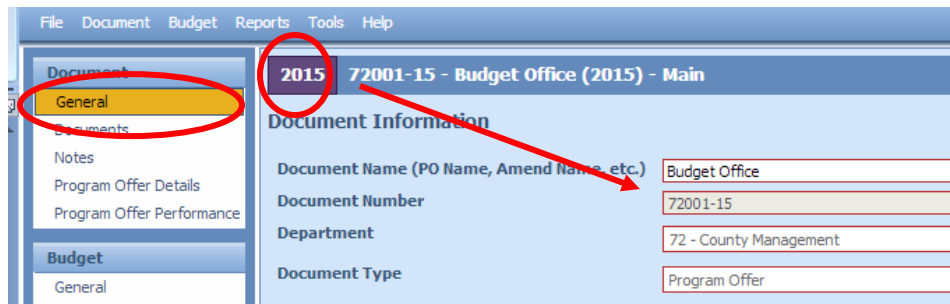 File Document Budget Reports Tools Help
Document
General
Documents
Notes
Program Offer Details
Program Offer Performance
Budget
General
2015 72001-15 - Budget Office (2015) - Main
Document Information
Document Name (PO Name, Amend Name, etc.) Budget Office
Document Number 72001-15
Department 72 - County Management
Document Type Program Offer